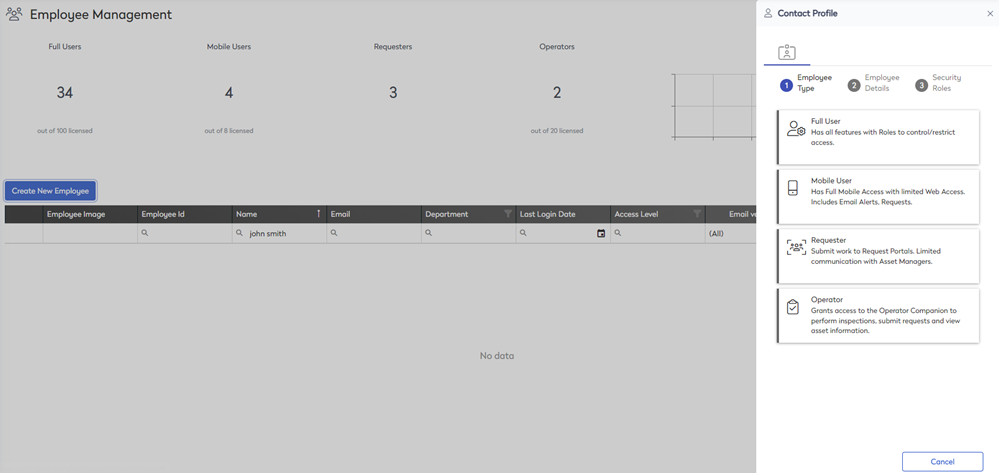 Employee Management
Full Users
Mobile Users
Requesters
Operators
34
4
3
2
out of 100 licensed
out of 8 licensed
out of 20 licensed
Create New Employee
Employee Image
Employee Id
Name
Email
Department
Last Login Date
Access Level
Email ve
john smith
(All)
No data
Contact Profile
1
Employee
Type
2
Employee
Details
3
Security
Roles
Full User
Has all features with Roles to control/restrict
access.
Mobile User
Has Full Mobile Access with limited Web Access.
Includes Email Alerts, Requests.
Requester
Submit work to Request Portals. Limited
communication with Asset Managers.
Operator
Grants access to the Operator Companion to
perform inspections, submit requests and view
asset information.
Cancel